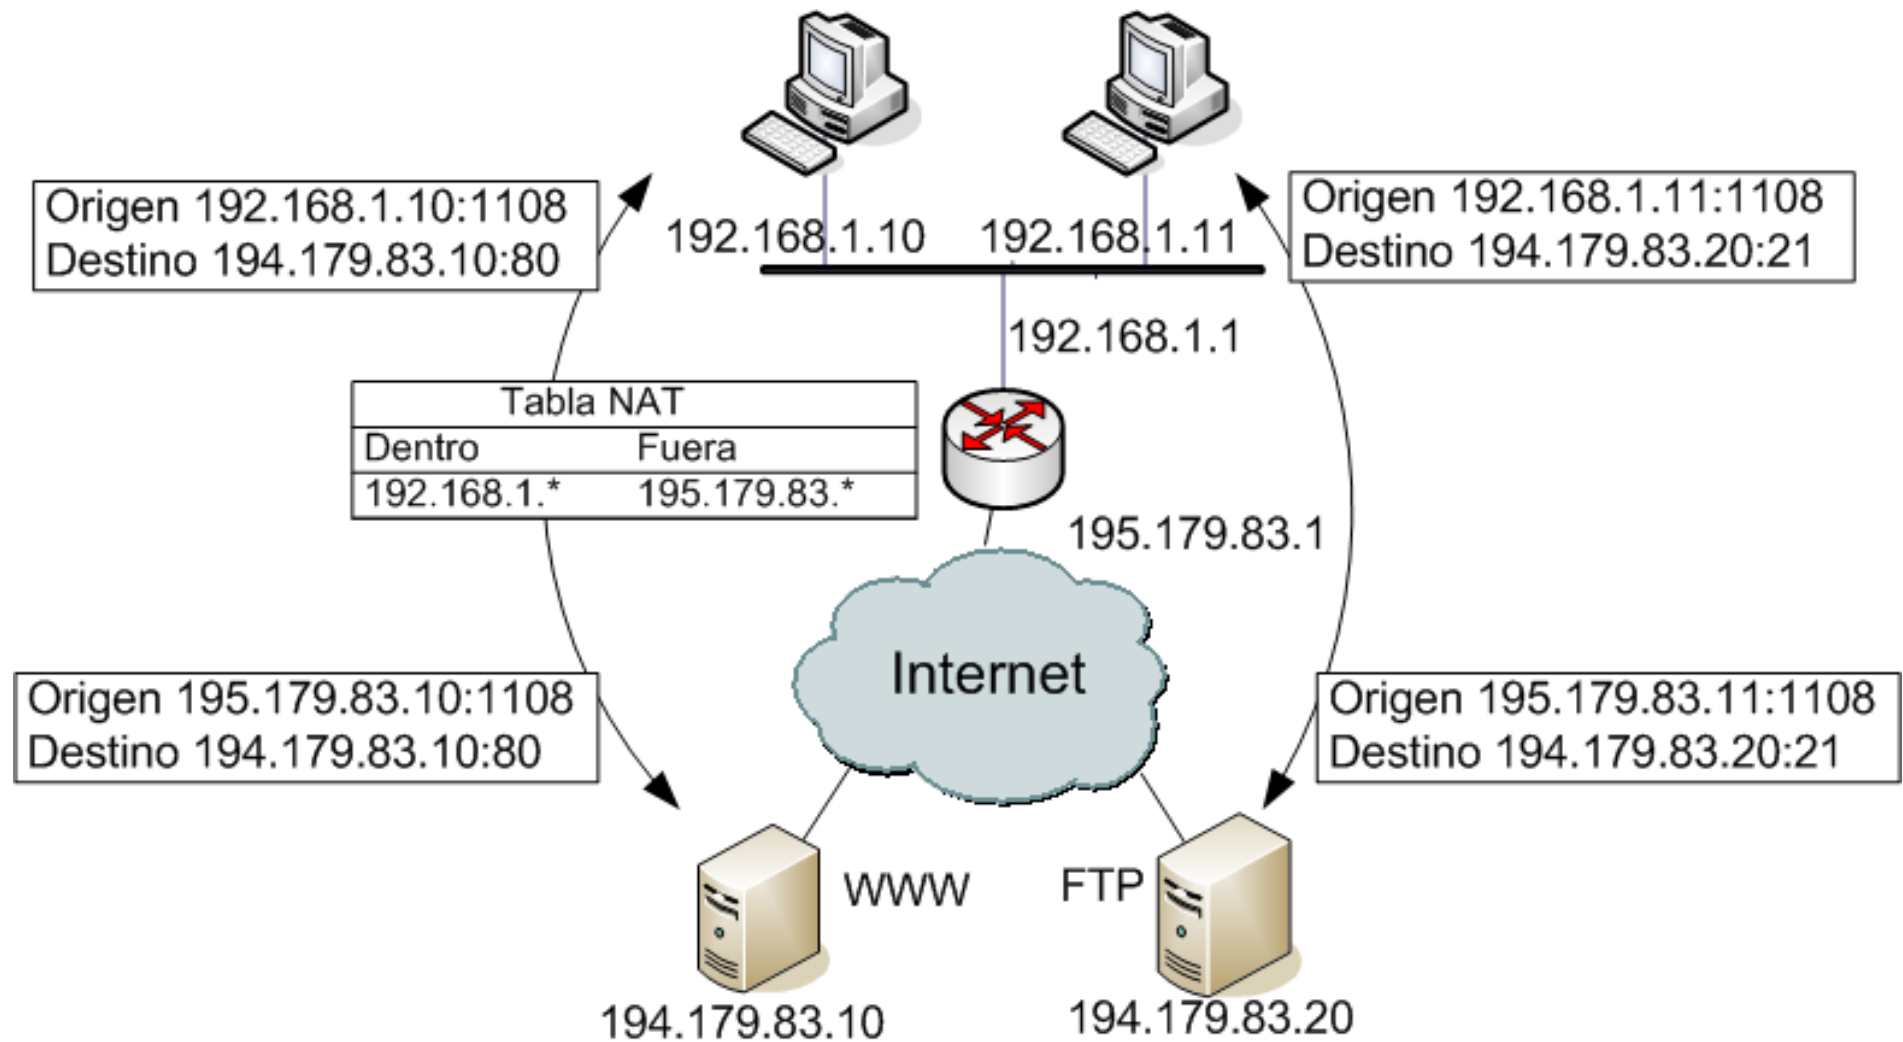 Origen 192.168.1.10:1108
Destino 194.179.83.10:80
192.168.1.10
192.168.1.11
Origen 192.168.1.11:1108
Destino 194.179.83.20:21
192.168.1.1
Tabla NAT
Dentro Fuera
192.168.1.* 195.179.83.*
195.179.83.1
Internet
Origen 195.179.83.10:1108
Destino 194.179.83.10:80
Origen 195.179.83.11:1108
Destino 194.179.83.20:21
WWW
FTP
194.179.83.10
194.179.83.20